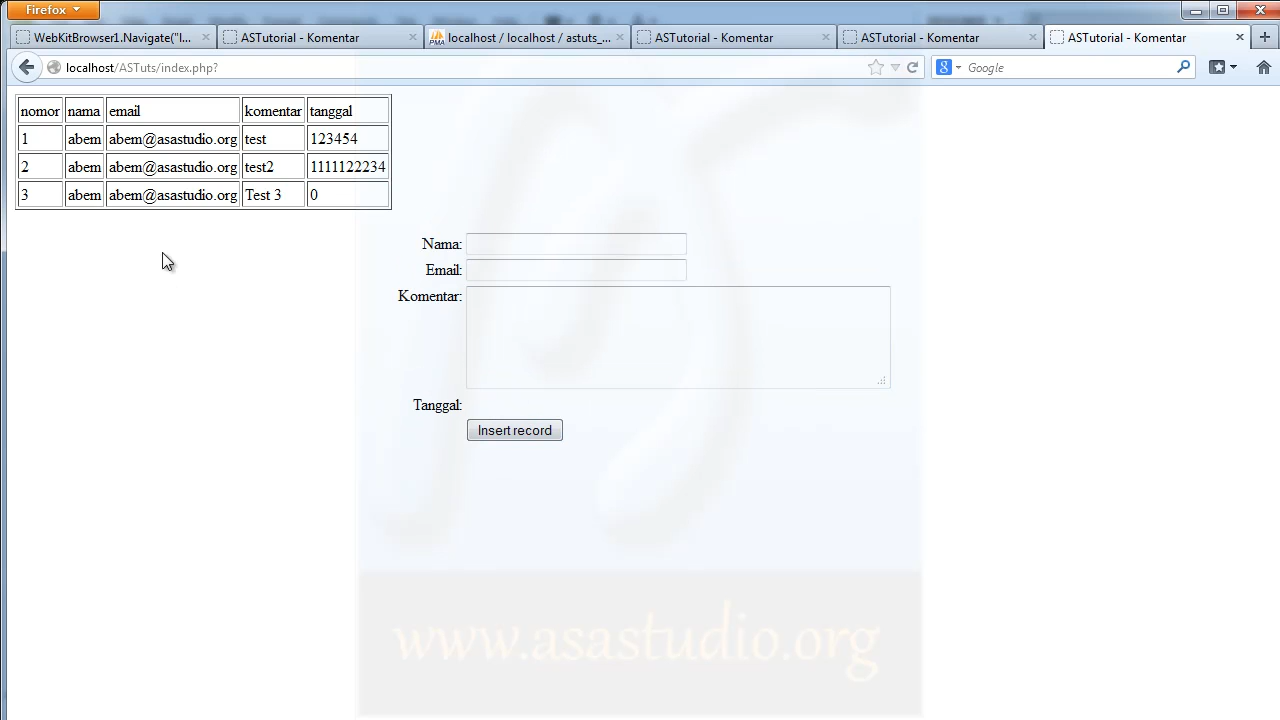 Firefox
WebKitBrowser1.Navigate("l...
ASTutorial - Komentar
localhost / localhost / astuts_...
ASTutorial - Komentar
ASTutorial - Komentar
ASTutorial - Komentar
localhost/ASTuts/index.php?
Google
nomor nama email komentar tanggal
1 abem abem@asastudio.org test 123454
2 abem abem@asastudio.org test2 1111122234
3 abem abem@asastudio.org Test 3 0
Nama:
Email:
Komentar:
Tanggal:
Insert record
www.asastudio.org